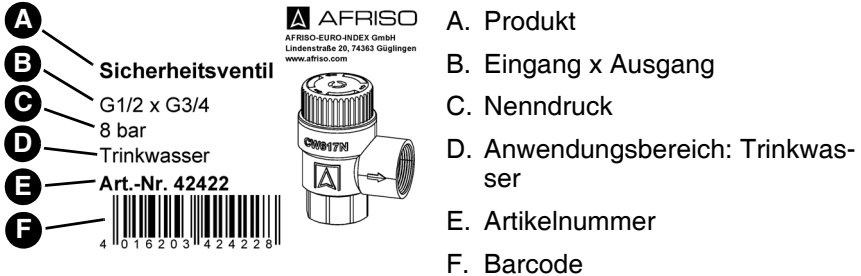 A
B
C
D
E
F
AFRISO
AFRISO-EURO-INDEX GmbH
Lindenstraße 20, 74363 Güglingen
www.afriso.com
Sicherheitsventil
G1/2 x G3/4
8 bar
Trinkwasser
Art.-Nr. 42422
4 016203 424228
CW617N
A. Produkt
B. Eingang x Ausgang
C. Nenndruck
D. Anwendungsbereich: Trinkwas-
ser
E. Artikelnummer
F. Barcode